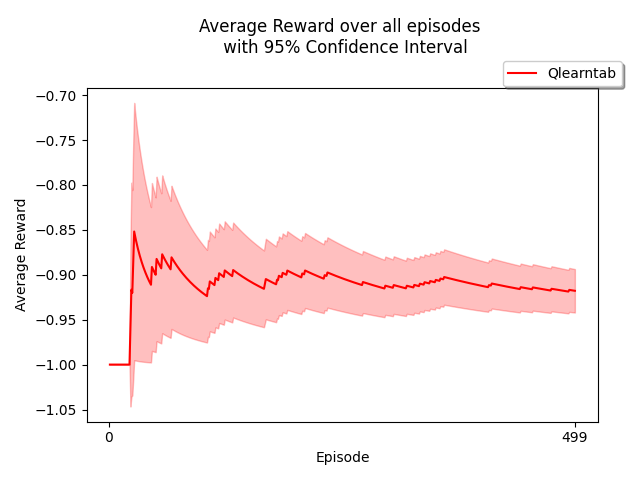 Average Reward over all episodes
with 95% Confidence Interval
Qlearntab
−0.70
−0.75
−0.80
−0.85
−0.90
−0.95
−1.00
−1.05
Average Reward
0
499
Episode